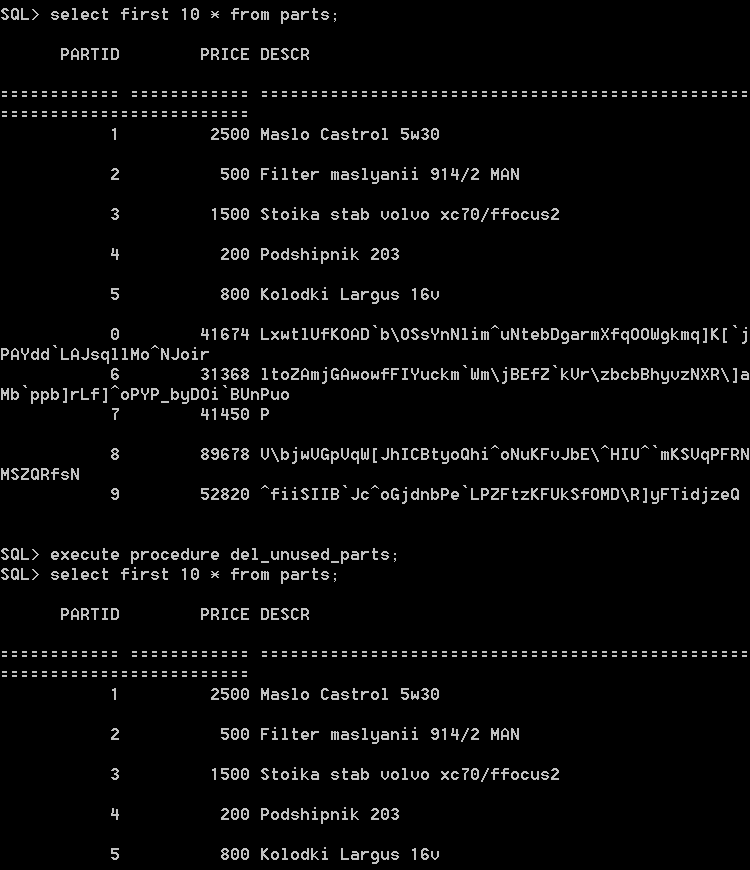 SQL> select first 10 * from parts;
PARTID PRICE DESCR
============ ============ =================================================
=========================
1 2500 Maslo Castrol 5w30
2 500 Filter maslyanii 914/2 MAN
3 1500 Stoika stab volvo xc70/ffocus2
4 200 Podshipnik 203
5 800 Kolodki Largus 16v
0 41674 LxwtlUfKOAD`b\OSsYnNlim^uNtebDgarmXfqOOWgkmq]K[`j
PAYdd`LAJsqllMo^NJoir
6 31368 ltoZAmjGAwowfFIYuckm`Wm\jBEfZ`kVr\zbcbBhyvzNXR\]a
Mb`ppb]rLf]^oPYP_byDOi`BUnPuo
7 41450 P
8 89678 V\bjwVGpVqW[JhICBtyoQhi^oNuKFvJbE\^HIU^`mKSVqPFRN
MSZQRfsN
9 52820 ^fiiSIIB`Jc^oGjdnbPe`LPZFtzKFUkSfOMD\R]yFTidjzeQ
SQL> execute procedure del_unused_parts;
SQL> select first 10 * from parts;
PARTID PRICE DESCR
============ ============ =================================================
=========================
1 2500 Maslo Castrol 5w30
2 500 Filter maslyanii 914/2 MAN
3 1500 Stoika stab volvo xc70/ffocus2
4 200 Podshipnik 203
5 800 Kolodki Largus 16v